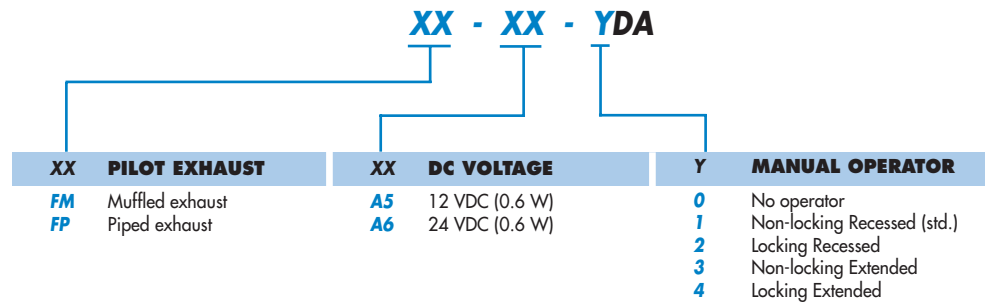 XX - XX - YDA
XX PILOT EXHAUST
FM Muffled exhaust
FP Piped exhaust
XX DC VOLTAGE
A5 12 VDC (0.6 W)
A6 24 VDC (0.6 W)
Y MANUAL OPERATOR
0 No operator
1 Non-locking Recessed (std.)
2 Locking Recessed
3 Non-locking Extended
4 Locking Extended